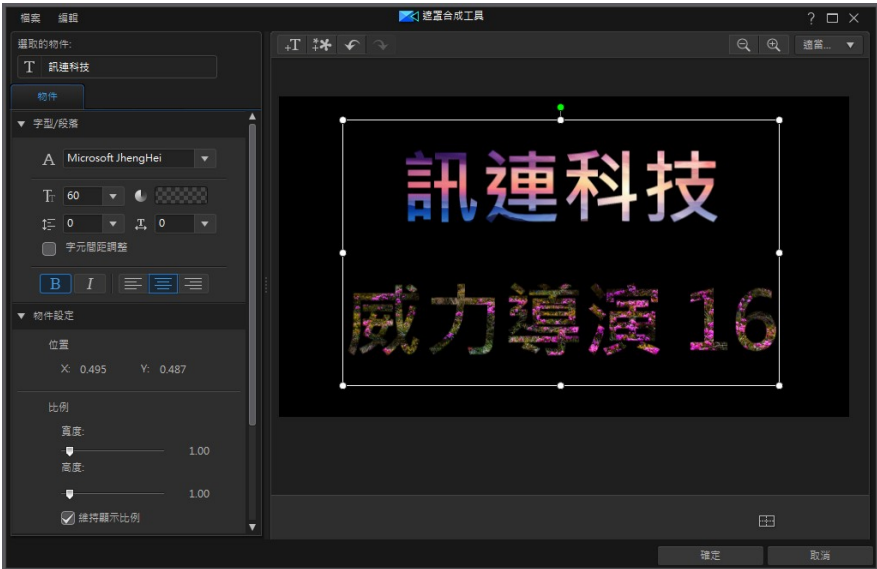 檔案 編輯 遮罩合成工具
選取的物件:
T 訊連科技
物件
字型/段落
A Microsoft JhengHei
60
0 0
字元間距調整
B I
物件設定
位置
X: 0.495 Y: 0.487
比例
寬度:
1.00
高度:
1.00
維持顯示比例
+T
適當...
訊連科技
威力導演 16
確定 取消